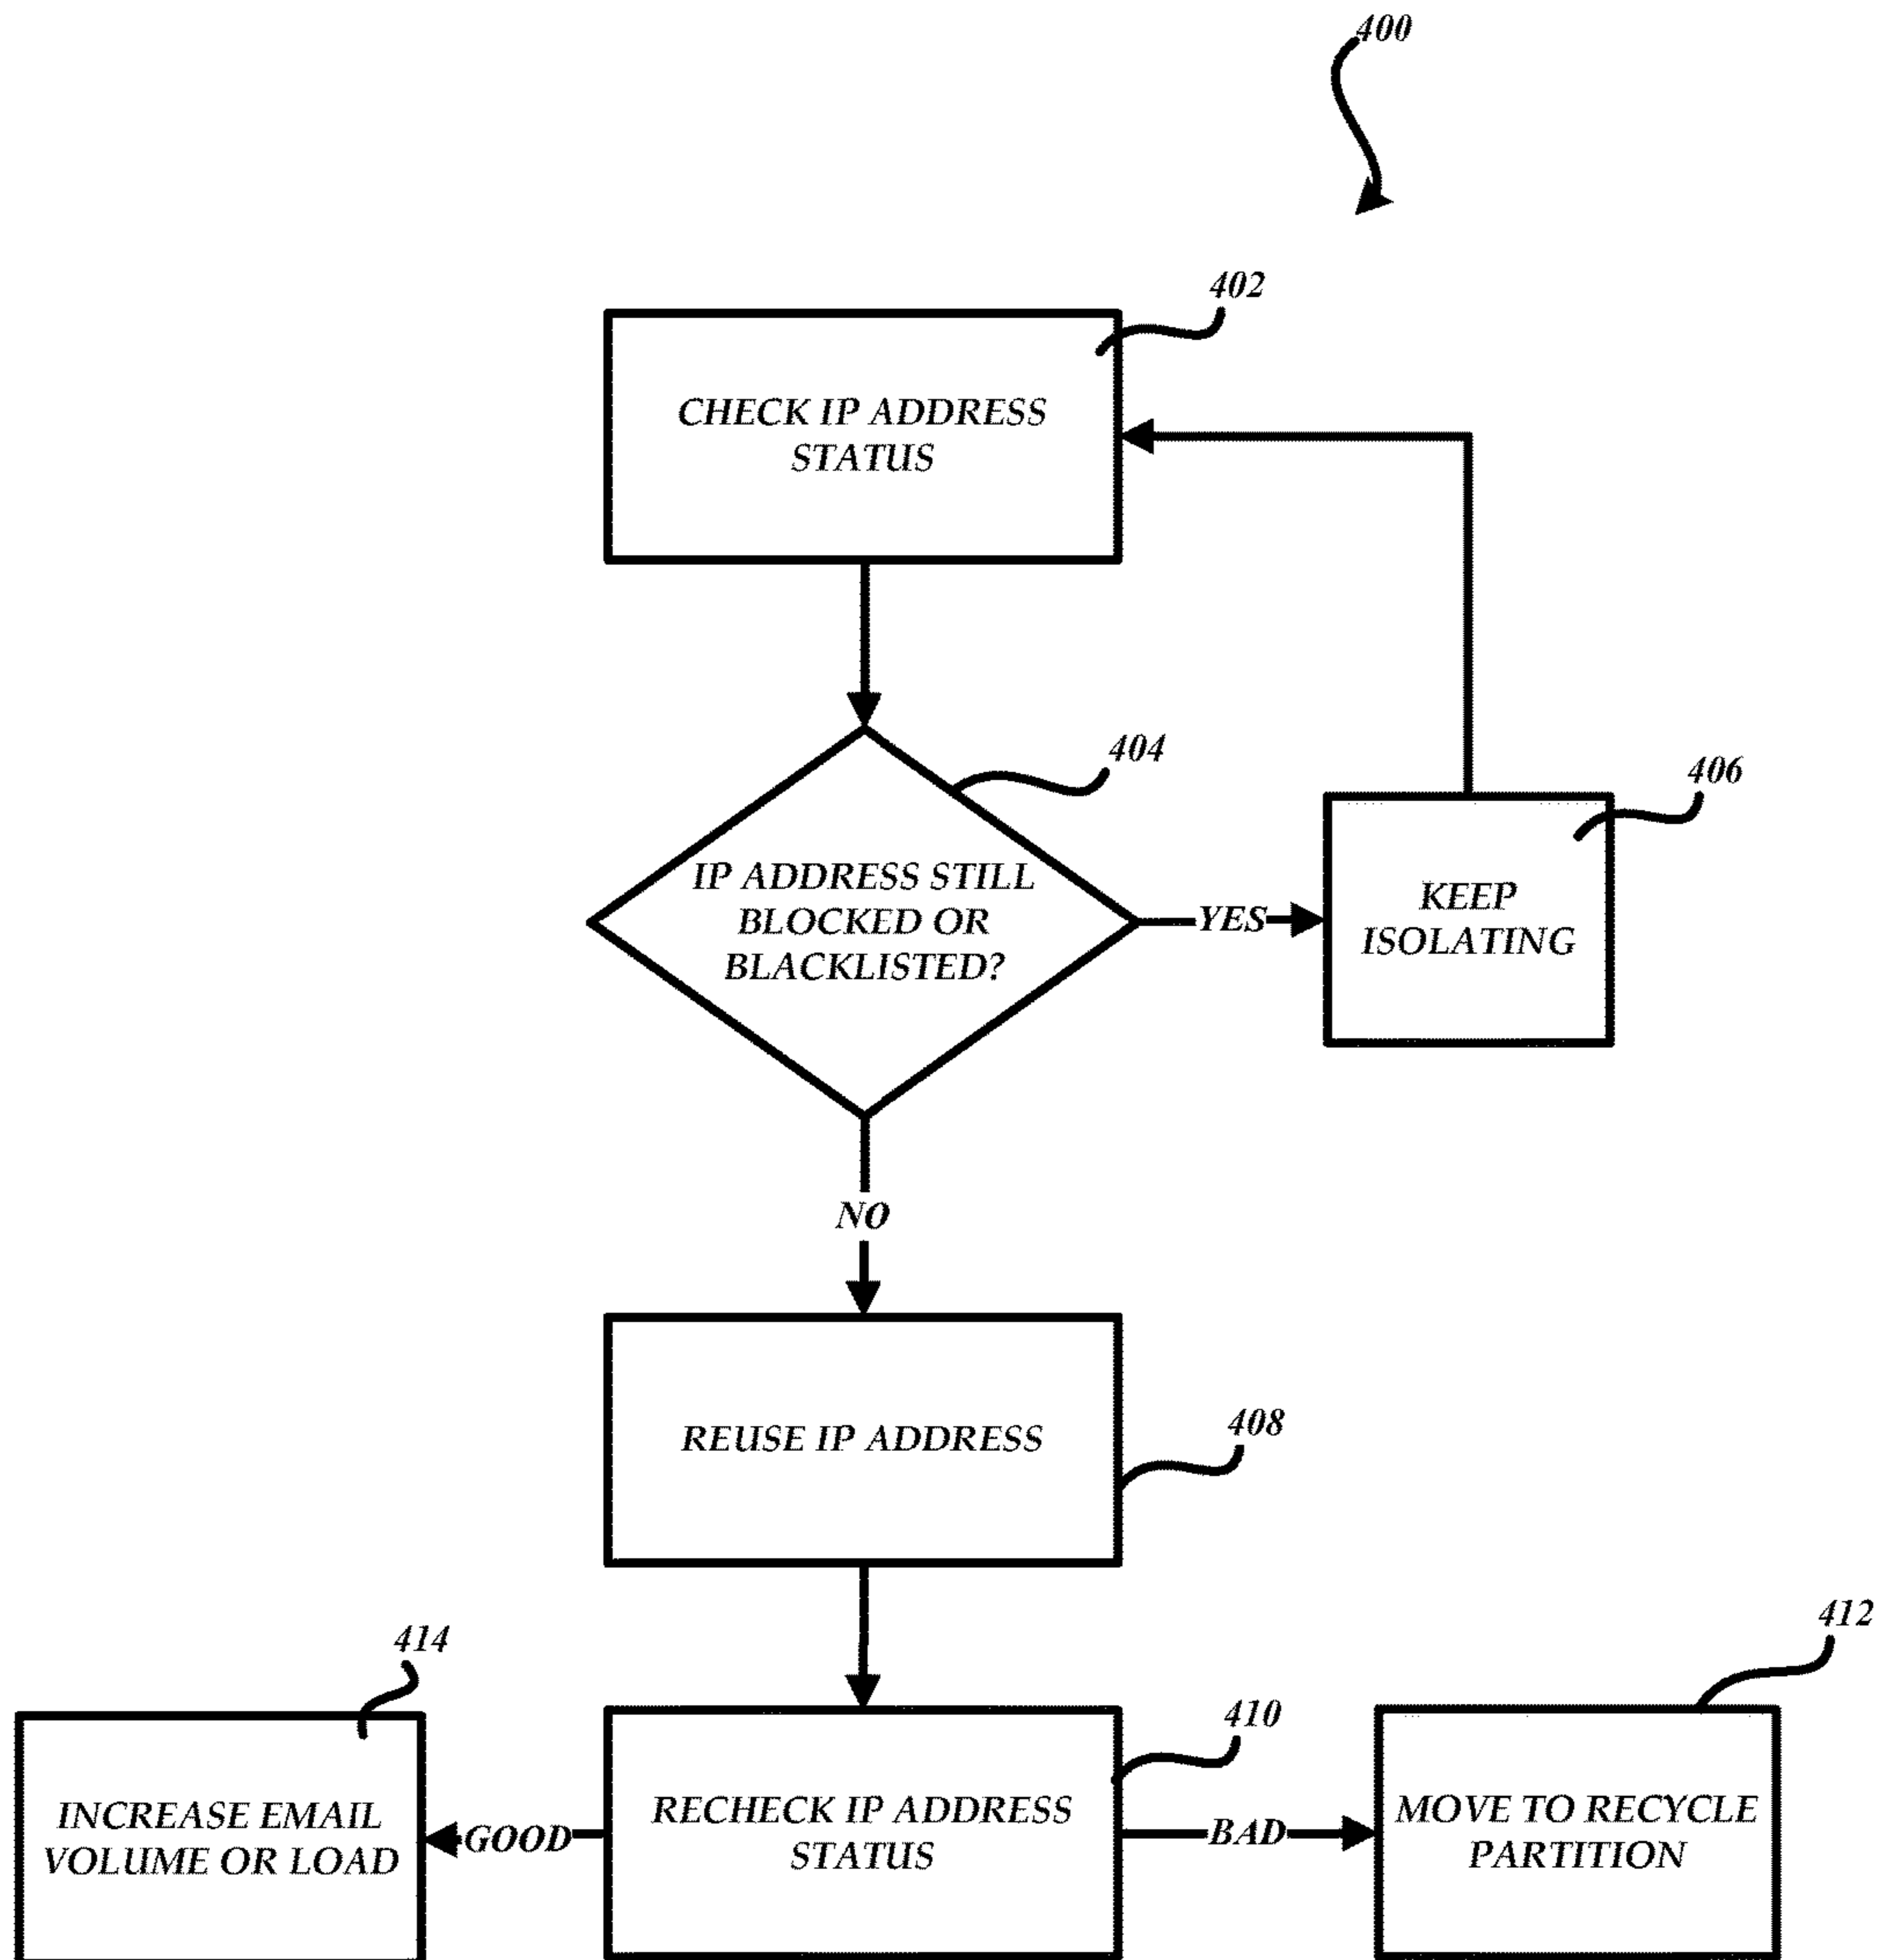 400
402
CHECK IP ADDRESS
STATUS
404
406
IP ADDRESS STILL
BLOCKED OR
BLACKLISTED?
YES
KEEP
ISOLATING
NO
REUSE IP ADDRESS
408
414
412
410
INCREASE EMAIL
VOLUME OR LOAD
GOOD
RECHECK IP ADDRESS
STATUS
BAD
MOVE TO RECYCLE
PARTITION